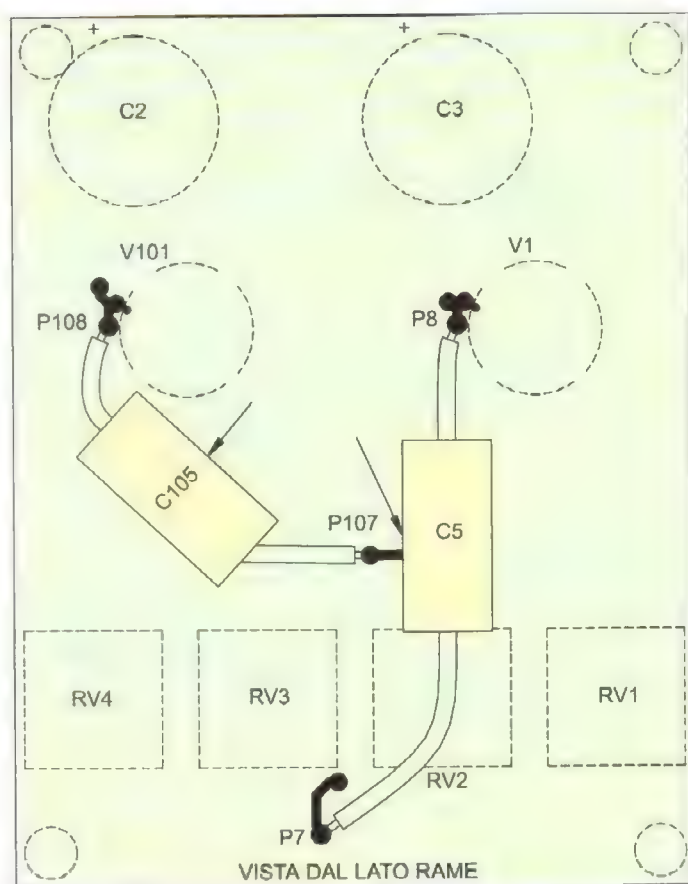 +
+
C2
C3
V101
V1
P108
P8
C105
P107
C5
RV4
RV3
RV1
RV2
P7
VISTA DAL LATO RAME